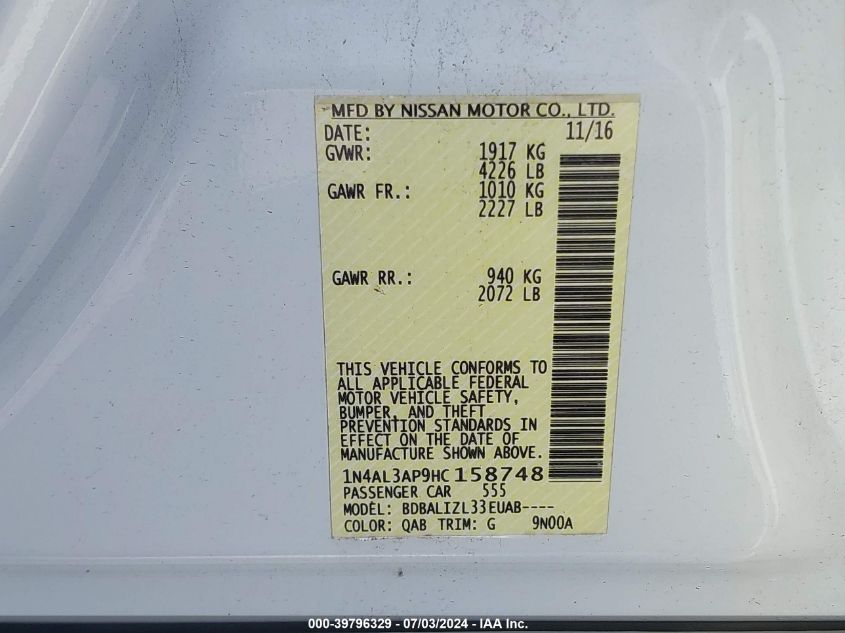 MFD BY NISSAN MOTOR CO., LTD.
DATE: 11/16
GVWR: 1917 KG
4226 LB
GAWR FR.: 1010 KG
2227 LB
GAWR RR.: 940 KG
2072 LB
THIS VEHICLE CONFORMS TO
ALL APPLICABLE FEDERAL
MOTOR VEHICLE SAFETY,
BUMPER, AND THEFT
PREVENTION STANDARDS IN
EFFECT ON THE DATE OF
MANUFACTURE SHOWN ABOVE.
1N4AL3AP9HC158748
PASSENGER CAR 555
MODEL: BDBALIZL33EUAB----
COLOR: QAB TRIM: G 9N00A
000-39796329 - 07/03/2024 - IAA Inc.